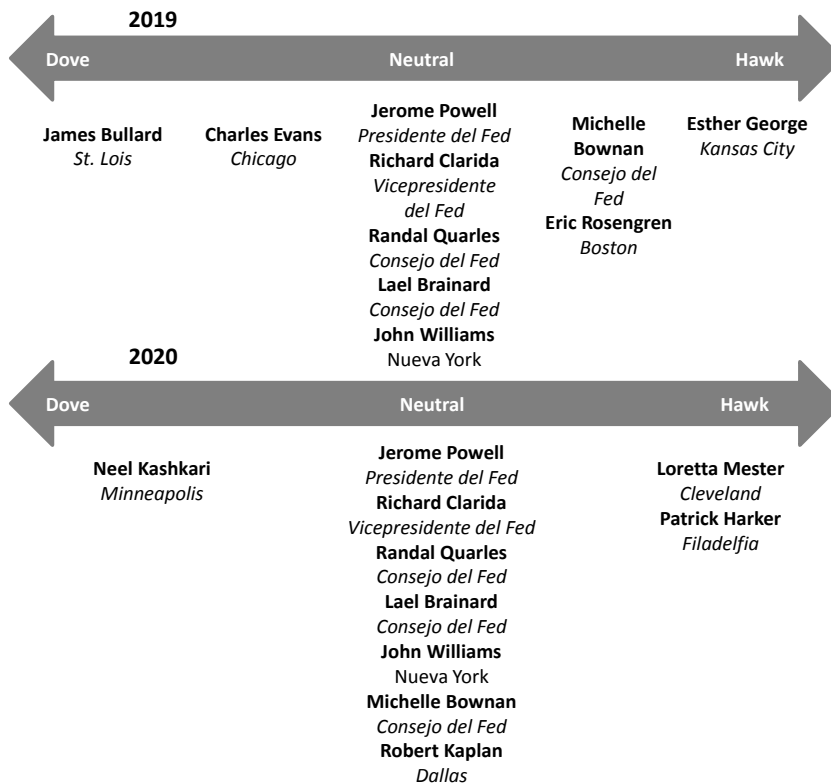 2019
Dove Neutral Hawk
James Bullard
St. Lois
Charles Evans
Chicago
Jerome Powell
Presidente del Fed
Richard Clarida
Vicepresidente
del Fed
Randal Quarles
Consejo del Fed
Lael Brainard
Consejo del Fed
John Williams
Nueva York
Michelle
Bownan
Consejo del
Fed
Eric Rosengren
Boston
Esther George
Kansas City
2020
Dove Neutral Hawk
Neel Kashkari
Minneapolis
Jerome Powell
Presidente del Fed
Richard Clarida
Vicepresidente del Fed
Randal Quarles
Consejo del Fed
Lael Brainard
Consejo del Fed
John Williams
Nueva York
Michelle Bownan
Consejo del Fed
Robert Kaplan
Dallas
Loretta Mester
Cleveland
Patrick Harker
Filadelfia